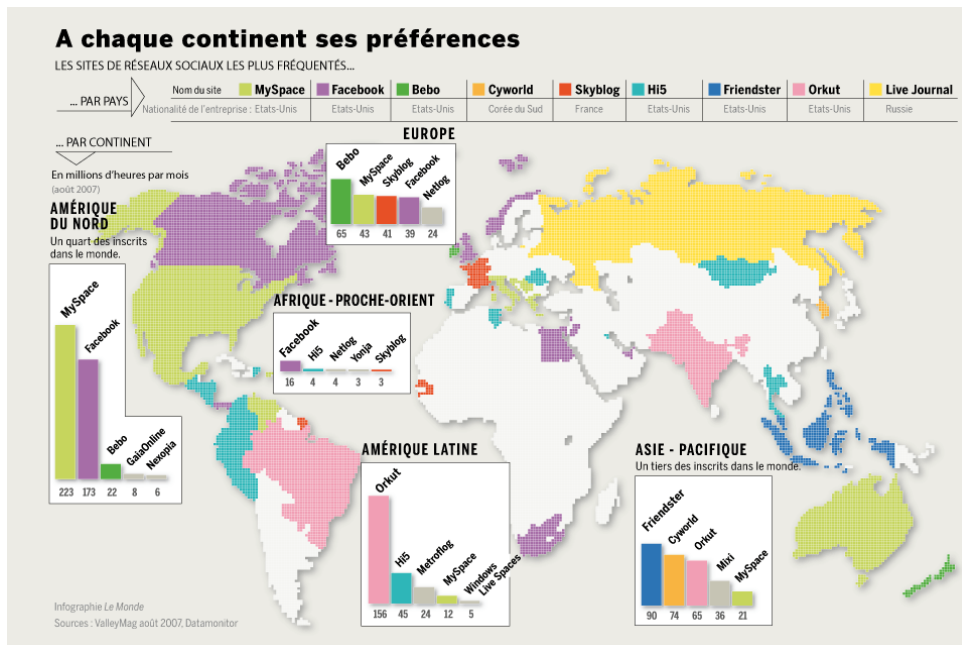 A chaque continent ses préférences
LES SITES DE RÉSEAUX SOCIAUX LES PLUS FRÉQUENTÉS...
... PAR PAYS
Nom du site MySpace Facebook Bebo Cyworld Skyblog Hi5 Friendster Orkut Live Journal
Nationalité de l'entreprise : Etats-Unis Etats-Unis Etats-Unis Corée du Sud France Etats-Unis Etats-Unis Etats-Unis Russie
... PAR CONTINENT
En millions d'heures par mois
(août 2007)
AMÉRIQUE
DU NORD
Un quart des inscrits
dans le monde.
MySpace
Facebook
Bebo
GaiaOnline
Nexopia
223 173 22 8 6
EUROPE
Bebo
MySpace
Skyblog
Facebook
Netlog
65 43 41 39 24
AFRIQUE - PROCHE-ORIENT
Facebook
Hi5
Netlog
Yonja
Skyblog
16 4 4 3 3
AMÉRIQUE LATINE
Orkut
Hi5
Metroflog
MySpace
Windows
Live Spaces
156 45 24 12 5
ASIE - PACIFIQUE
Un tiers des inscrits dans le monde.
Friendster
Cyworld
Orkut
Mixi
MySpace
90 74 65 36 21
Infographie Le Monde
Sources : ValleyMag août 2007, Datamonitor